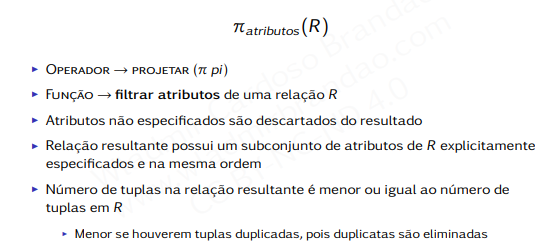 π atributos (R)
▸ OPERADOR → PROJETAR (π pi)
▸ FUNÇÃO → filtrar atributos de uma relação R
▸ Atributos não especificados são descartados do resultado
▸ Relação resultante possui um subconjunto de atributos de R explicitamente
especificados e na mesma ordem
▸ Número de tuplas na relação resultante é menor ou igual ao número de
tuplas em R
▸ Menor se houverem tuplas duplicadas, pois duplicatas são eliminadas